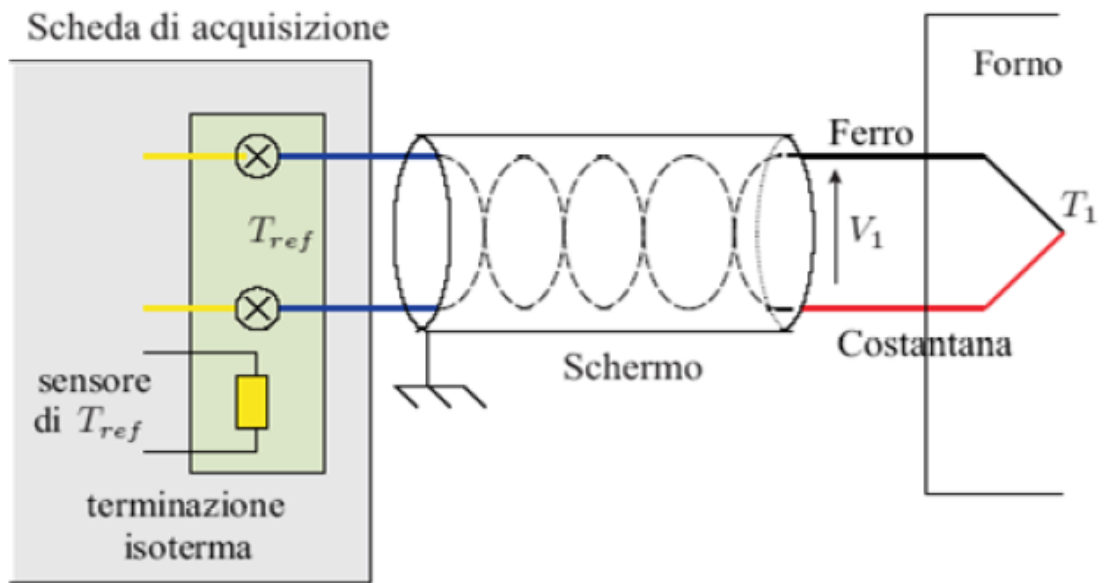 Scheda di acquisizione
Forno
Ferro
T_ref
V_1
T_1
Costantana
Schermo
sensore
di T_ref
terminazione
isoterma